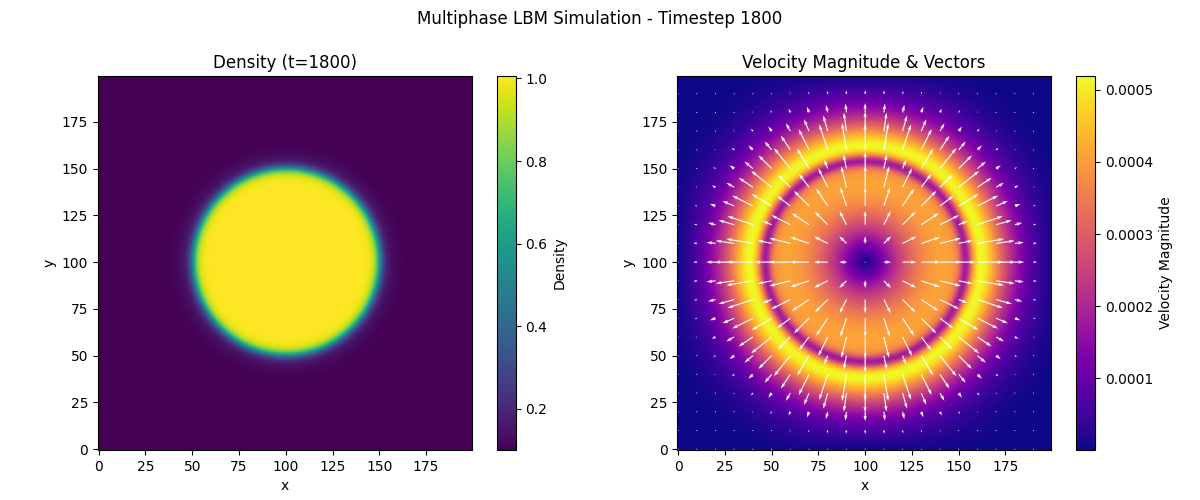 Multiphase LBM Simulation - Timestep 1800
Density (t=1800)
y
175
150
125
100
75
50
25
0
0 25 50 75 100 125 150 175
x
1.0
0.8
0.6
0.4
0.2
Density
Velocity Magnitude & Vectors
y
175
150
125
100
75
50
25
0
0 25 50 75 100 125 150 175
x
0.0005
0.0004
0.0003
0.0002
0.0001
Velocity Magnitude